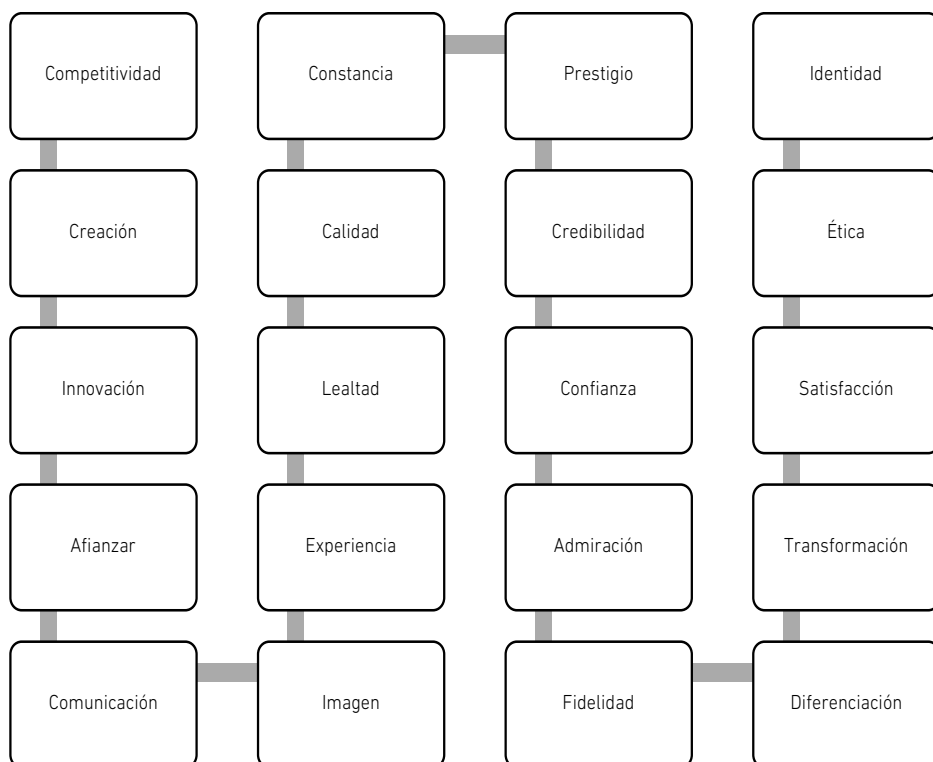 Competitividad
Creación
Innovación
Afianzar
Comunicación
Imagen
Experiencia
Lealtad
Calidad
Constancia
Prestigio
Credibilidad
Confianza
Admiración
Fidelidad
Diferenciación
Transformación
Satisfacción
Ética
Identidad